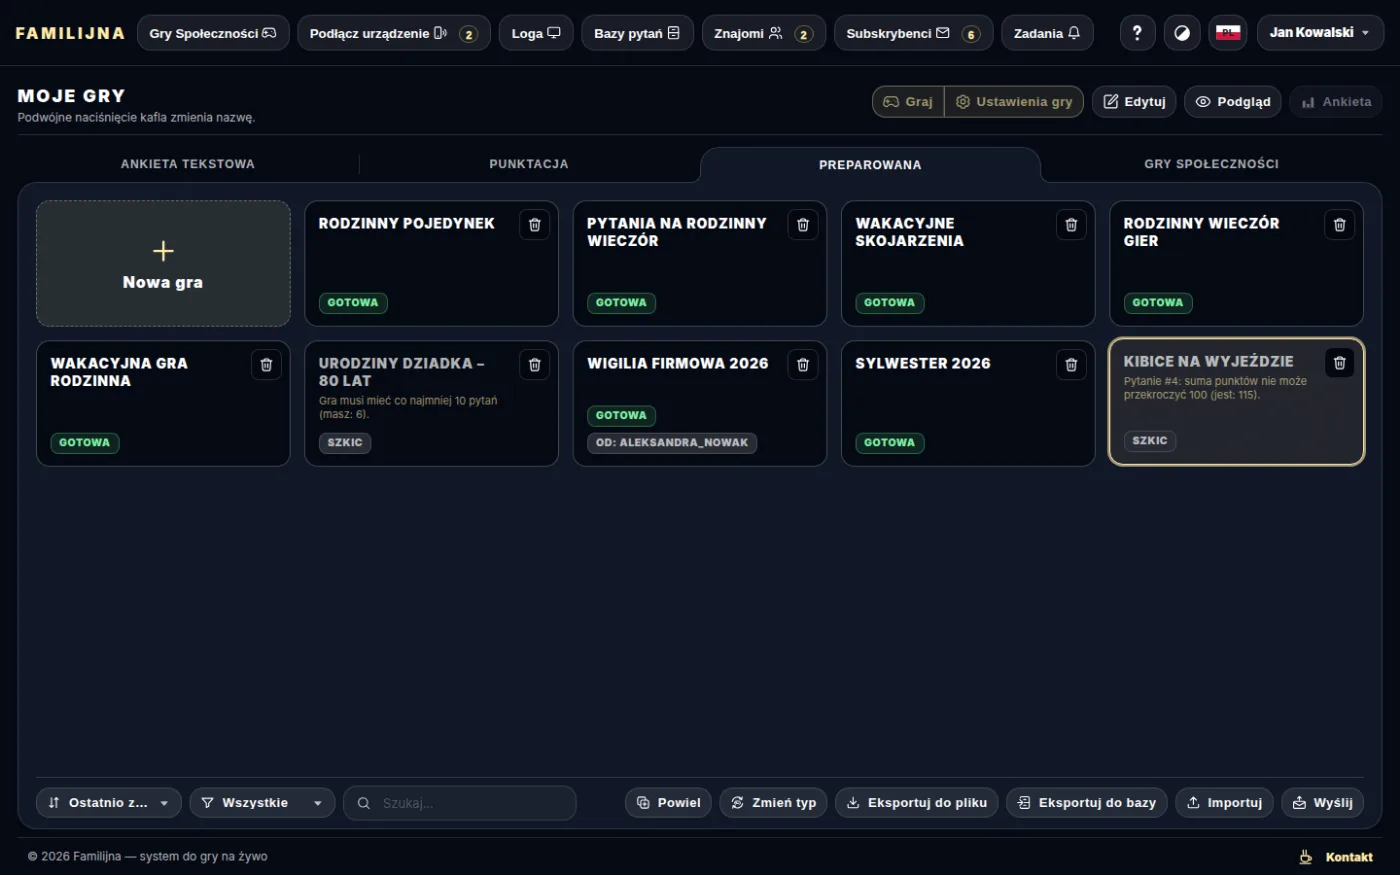 FAMILIJNA
Gry Społeczności
Podłącz urządzenie 2
Loga
Bazy pytań
Znajomi 2
Subskrybenci 6
Zadania
?
PL
Jan Kowalski
MOJE GRY
Podwójne naciśnięcie kafla zmienia nazwę.
Graj
Ustawienia gry
Edytuj
Podgląd
Ankieta
ANKIETA TEKSTOWA
PUNKTACJA
PREPAROWANA
GRY SPOŁECZNOŚCI
Nowa gra
RODZINNY POJEDYNEK
GOTOWA
PYTANIA NA RODZINNY
WIECZÓR
GOTOWA
WAKACYJNE
SKOJARZENIA
GOTOWA
RODZINNY WIECZÓR
GIER
GOTOWA
WAKACYJNA GRA
RODZINNA
GOTOWA
URODZINY DZIADKA –
80 LAT
Gra musi mieć co najmniej 10 pytań
(masz: 6).
SZKIC
WIGILIA FIRMOWA 2026
GOTOWA
OD: ALEKSANDRA_NOWAK
SYLWESTER 2026
GOTOWA
KIBICE NA WYJEŹDZIE
Pytanie #4: suma punktów nie może
przekroczyć 100 (jest: 115).
SZKIC
Ostatnio z...
Wszystkie
Szukaj...
Powiel
Zmień typ
Eksportuj do pliku
Eksportuj do bazy
Importuj
Wyślij
© 2026 Familijna — system do gry na żywo
Kontakt